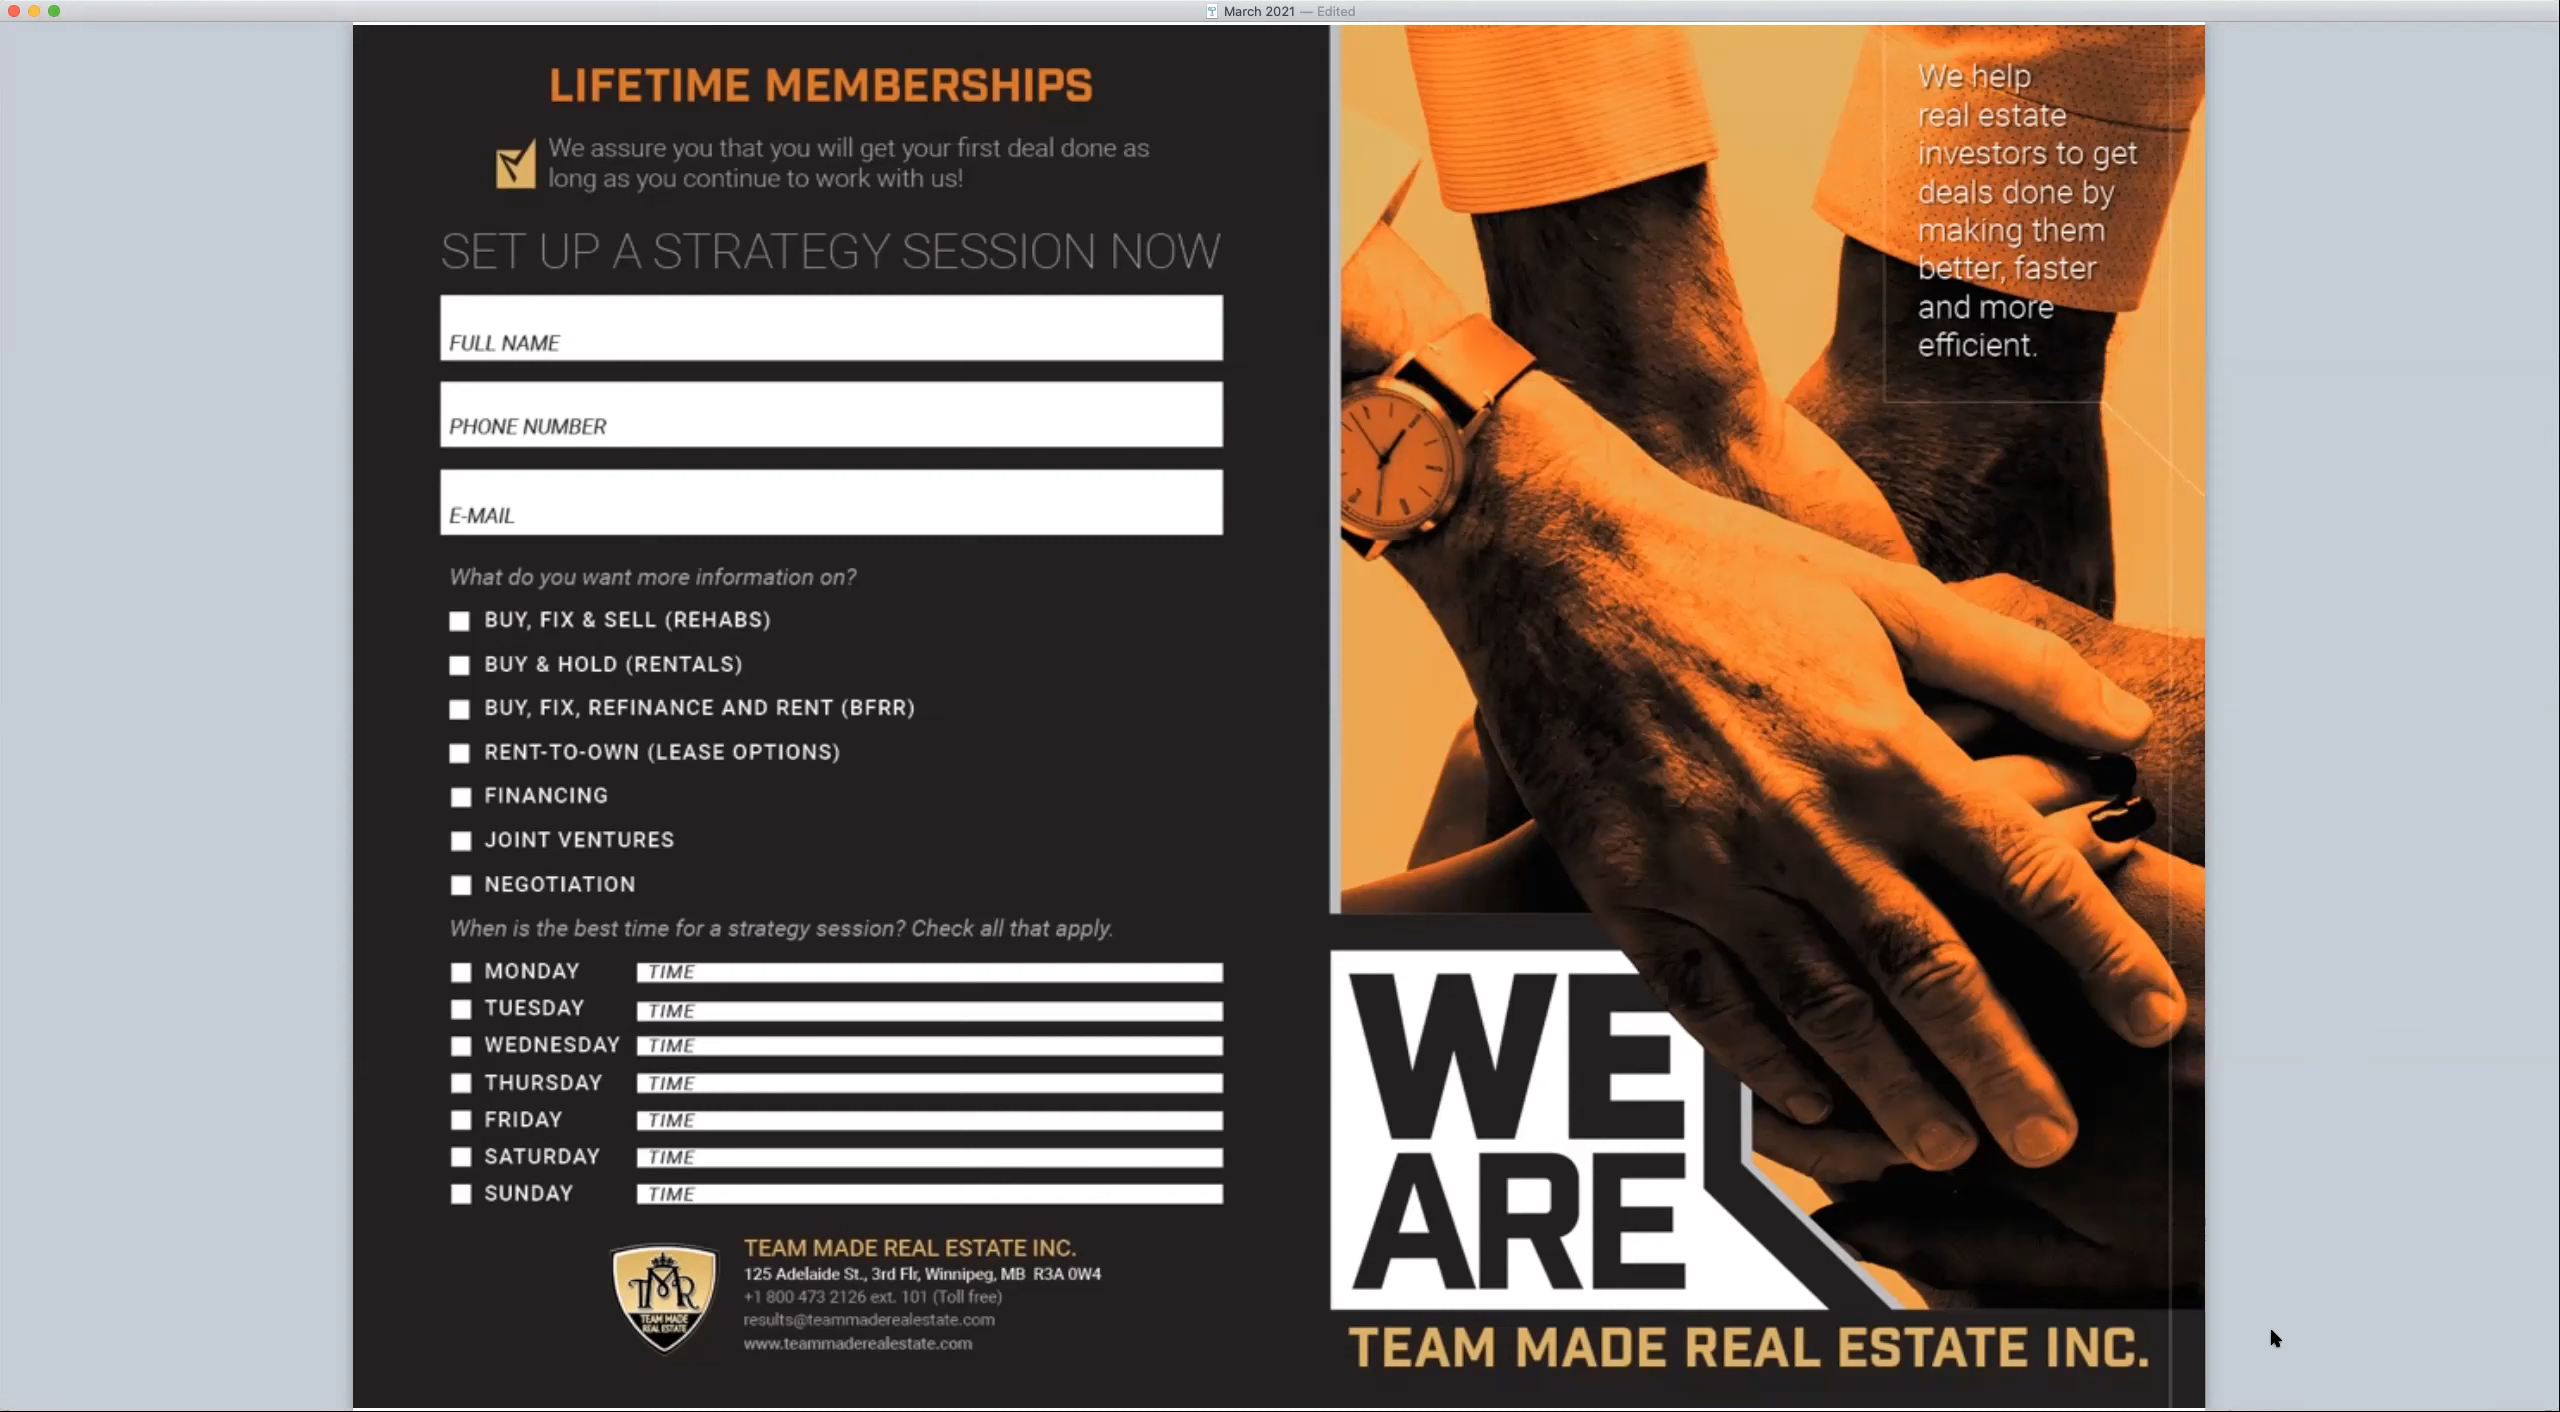 March 2021 — Edited
LIFETIME MEMBERSHIPS
We assure you that you will get your first deal done as
long as you continue to work with us!
SET UP A STRATEGY SESSION NOW
FULL NAME
PHONE NUMBER
E-MAIL
What do you want more information on?
BUY, FIX & SELL (REHABS)
BUY & HOLD (RENTALS)
BUY, FIX, REFINANCE AND RENT (BFRR)
RENT-TO-OWN (LEASE OPTIONS)
FINANCING
JOINT VENTURES
NEGOTIATION
When is the best time for a strategy session? Check all that apply.
MONDAY TIME
TUESDAY TIME
WEDNESDAY TIME
THURSDAY TIME
FRIDAY TIME
SATURDAY TIME
SUNDAY TIME
TMR
TEAM MADE
REAL ESTATE
TEAM MADE REAL ESTATE INC.
125 Adelaide St., 3rd Flr, Winnipeg, MB R3A 0W4
+1 800 473 2126 ext. 101 (Toll free)
results@teammaderealestate.com
www.teammaderealestate.com
We help
real estate
investors to get
deals done by
making them
better, faster
and more
efficient.
WE
ARE
TEAM MADE REAL ESTATE INC.